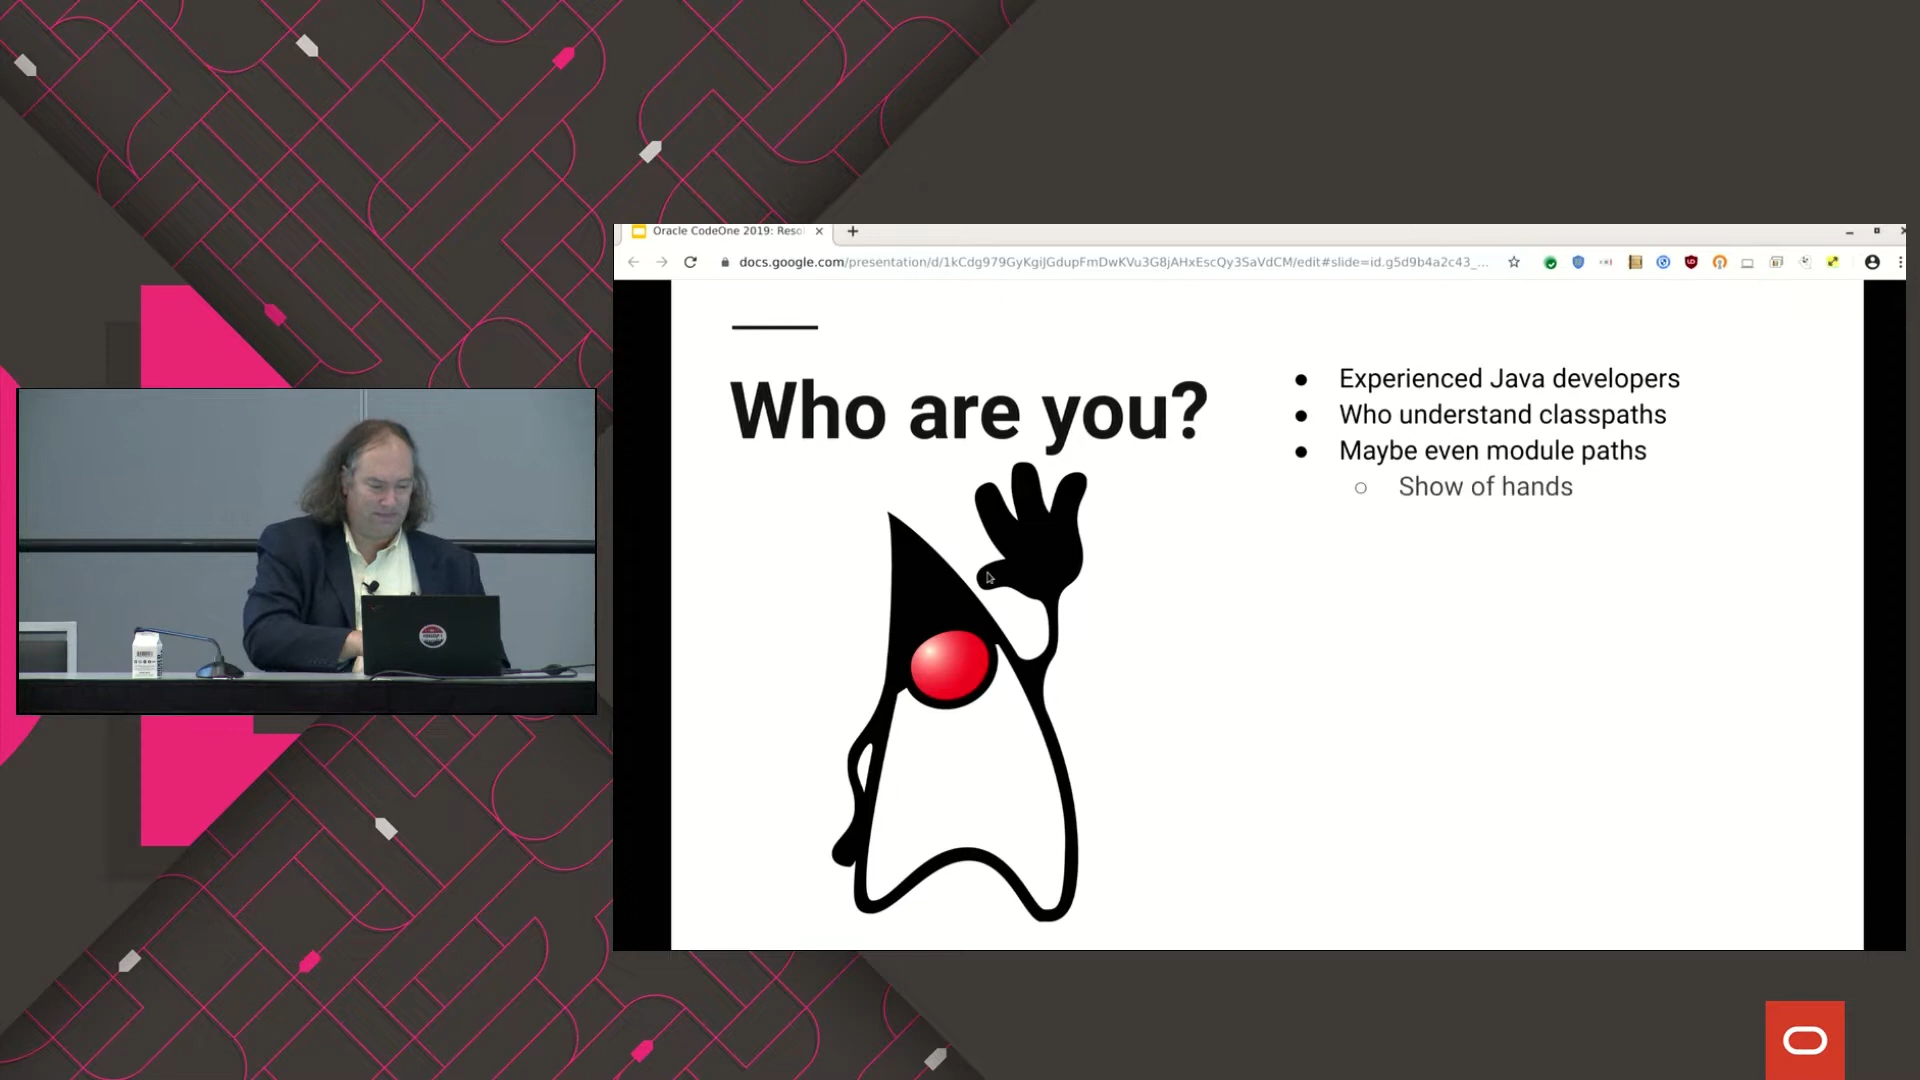 Oracle CodeOne 2019: Reso
docs.google.com/presentation/d/1kCdg979GyKgiJGdupFmDwKVu3G8jAHxEscQy3SaVdCM/edit#slide=id.g5d9b4a2c43_...
Who are you?
● Experienced Java developers
● Who understand classpaths
● Maybe even module paths
○ Show of hands